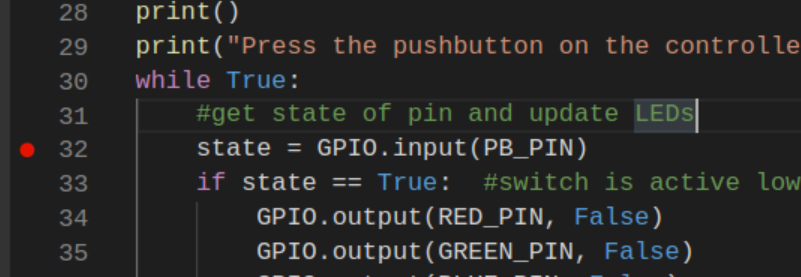 28 print()
29 print("Press the pushbutton on the controlle
30 while True:
31 #get state of pin and update LEDs
32 state = GPIO.input(PB_PIN)
33 if state == True: #switch is active low
34 GPIO.output(RED_PIN, False)
35 GPIO.output(GREEN_PIN, False)